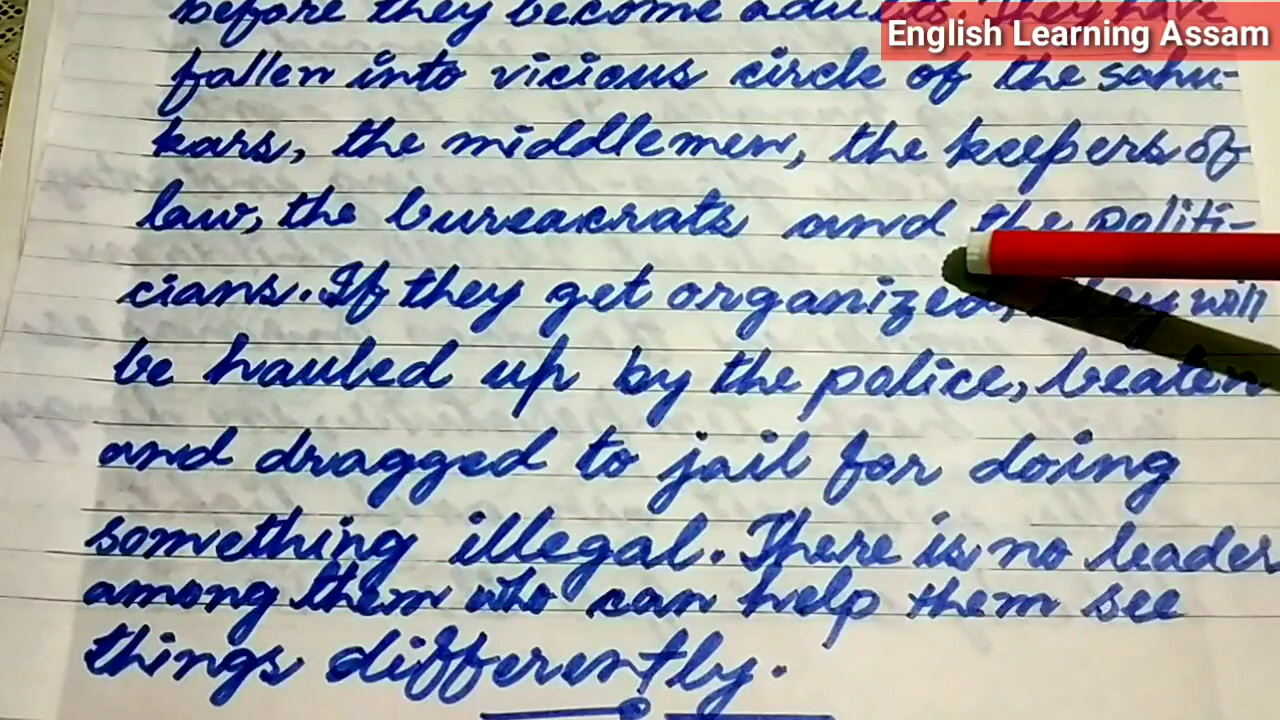 before they become adults. They have
English Learning Assam
fallen into vicious circle of the sahu-
kars, the middlemen, the keepers of
law, the bureacrats and the politi-
cians. If they get organized, they will
be hauled up by the police, beaten
and dragged to jail for doing
something illegal. There is no leader
among them who can help them see
things differently.